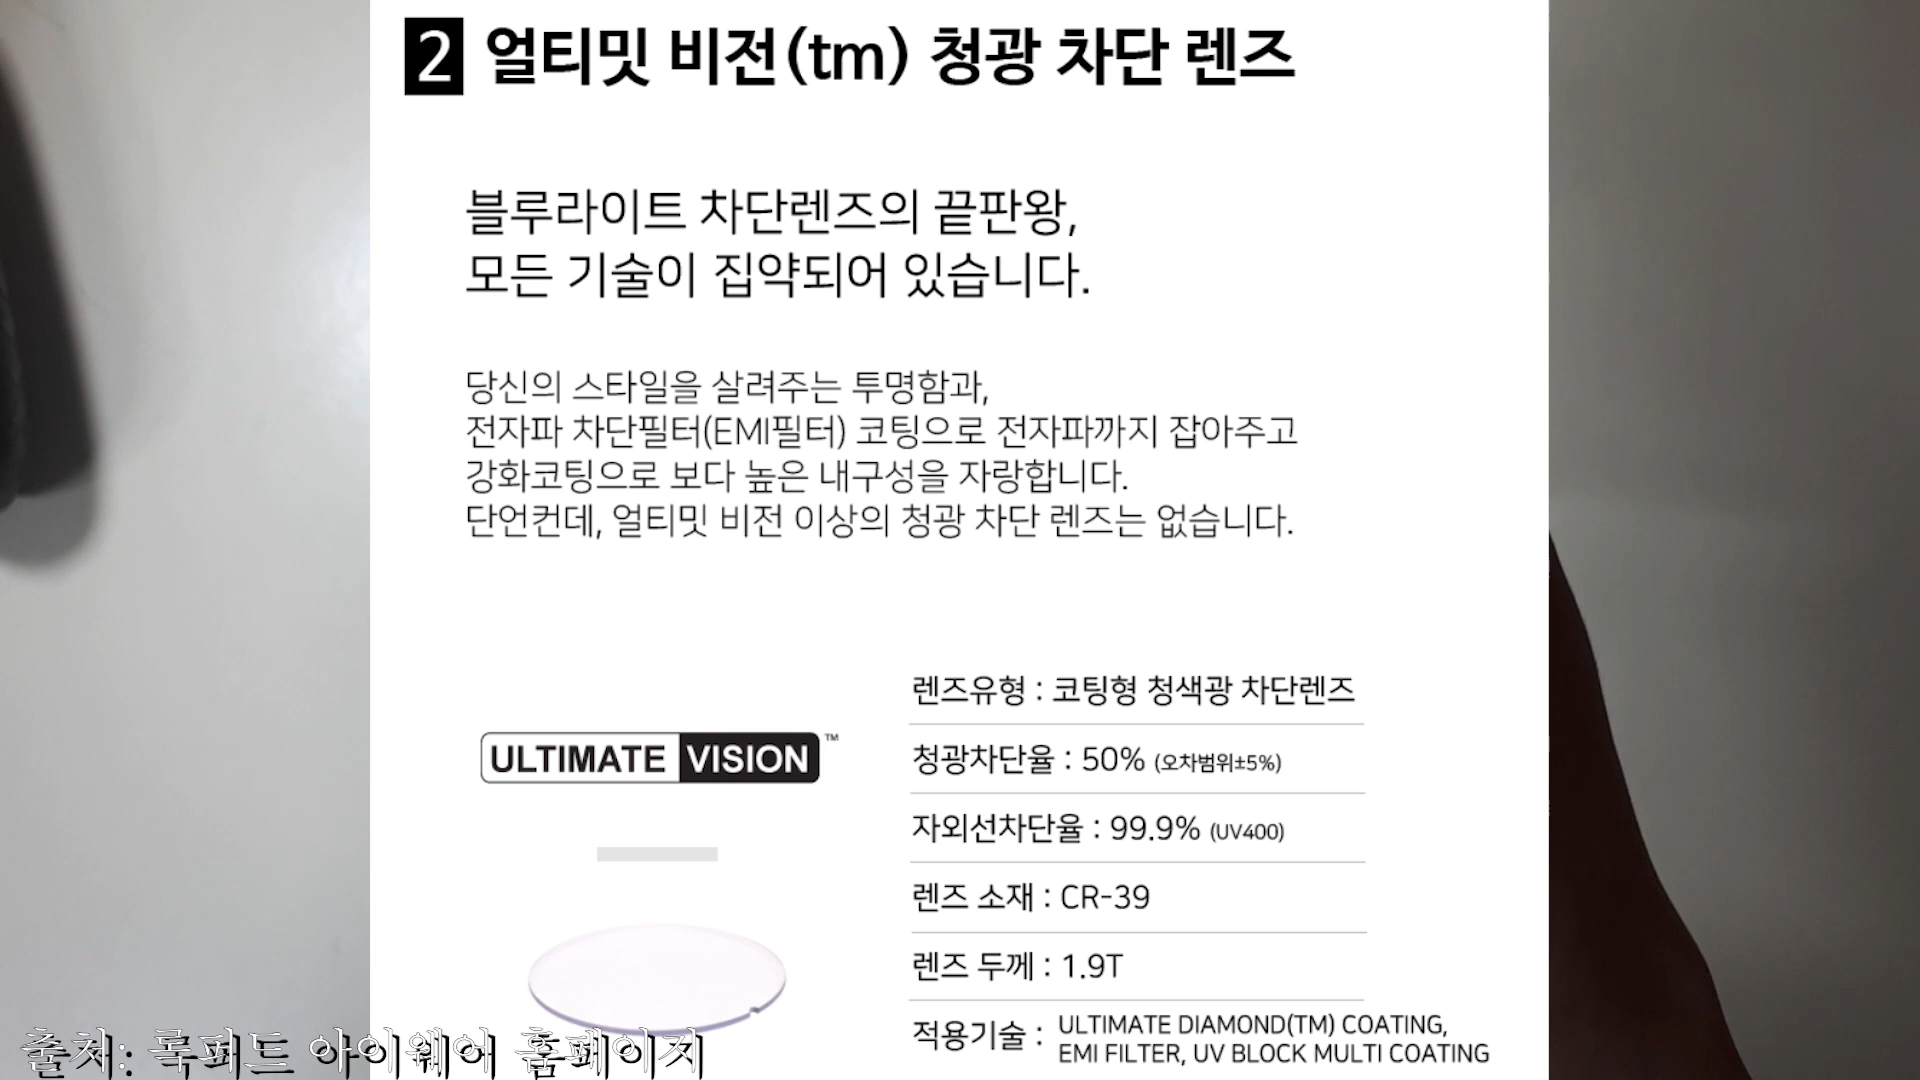 2 얼티밋 비전(tm) 청광 차단 렌즈
블루라이트 차단렌즈의 끝판왕,
모든 기술이 집약되어 있습니다.
당신의 스타일을 살려주는 투명함과,
전자파 차단필터(EMI필터) 코팅으로 전자파까지 잡아주고
강화코팅으로 보다 높은 내구성을 자랑합니다.
단언컨데, 얼티밋 비전 이상의 청광 차단 렌즈는 없습니다.
ULTIMATE VISION ™
렌즈유형 : 코팅형 청색광 차단렌즈
청광차단율 : 50% (오차범위±5%)
자외선차단율 : 99.9% (UV400)
렌즈 소재 : CR-39
렌즈 두께 : 1.9T
적용기술 : ULTIMATE DIAMOND(TM) COATING,
EMI FILTER, UV BLOCK MULTI COATING
출처: 룩퍼드 아이웨어 홈페이지